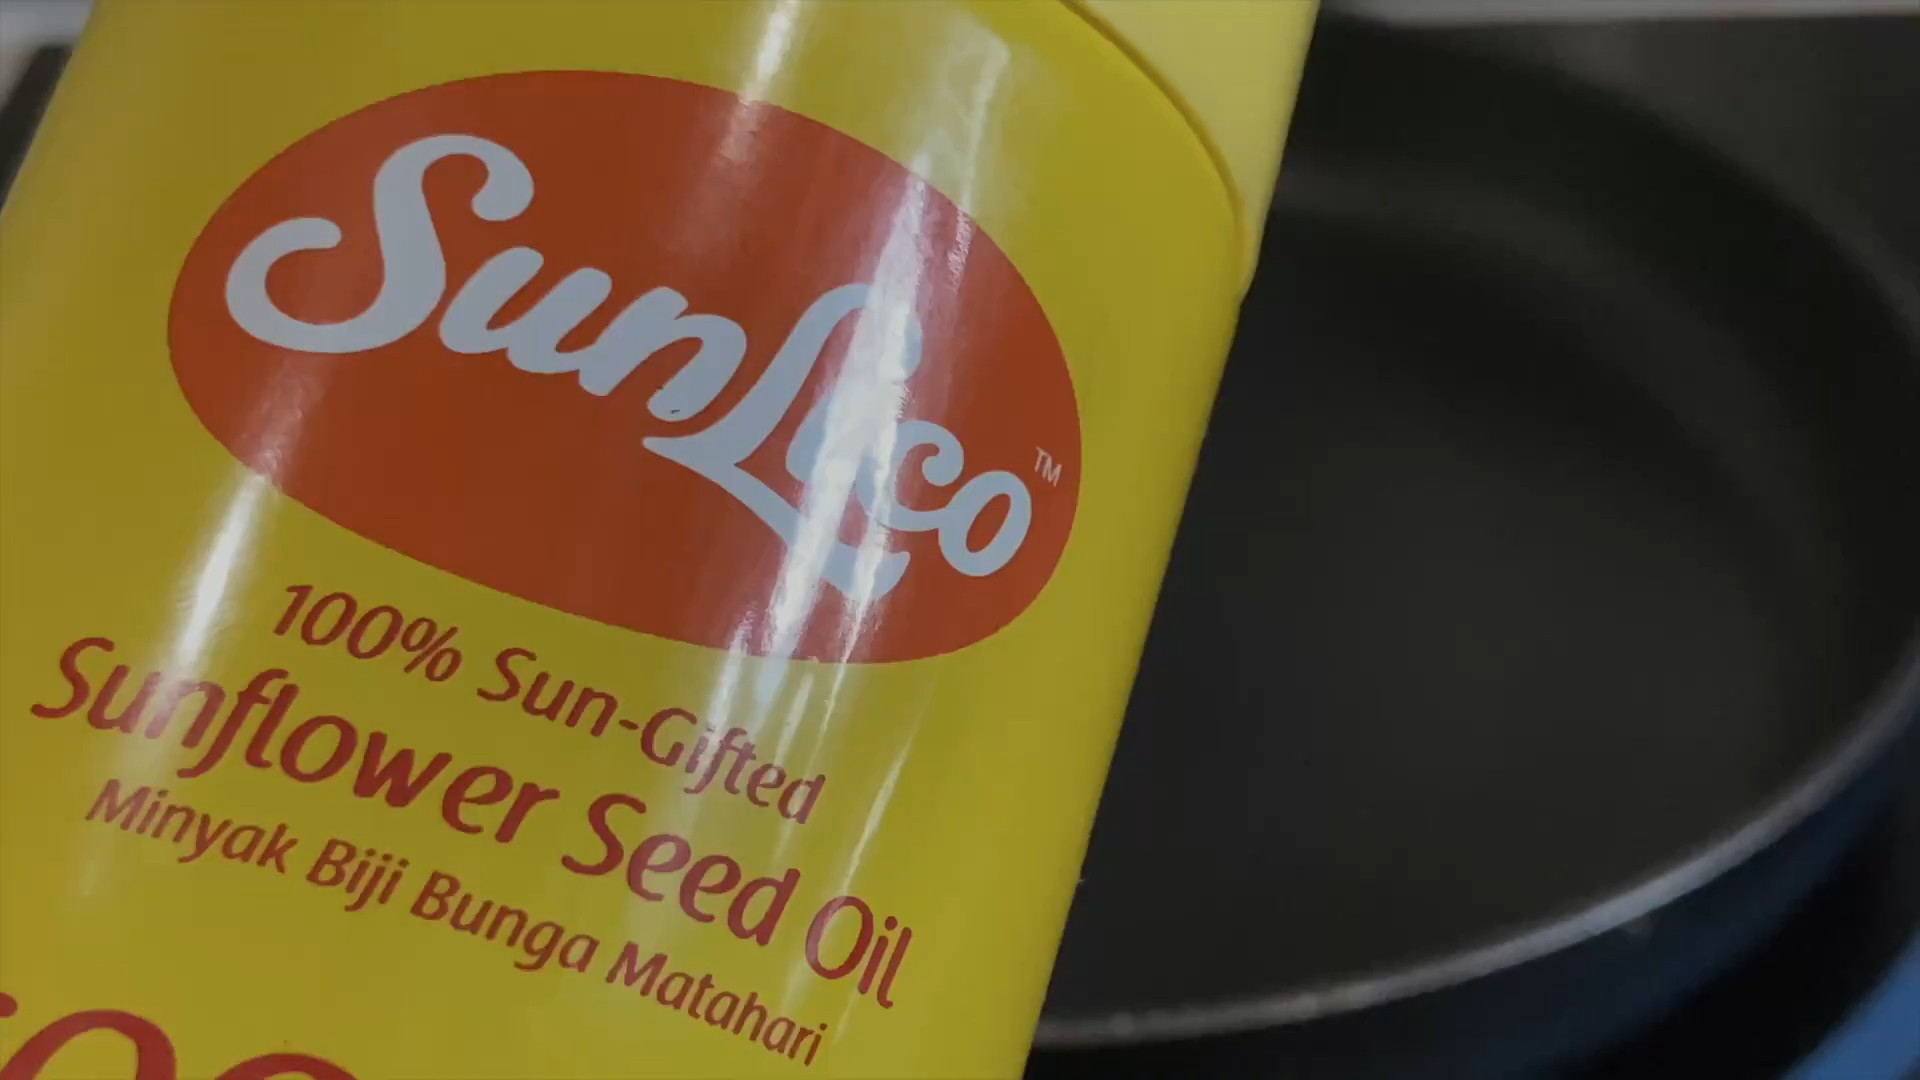 SunLico™
100% Sun-Gifted
Sunflower Seed Oil
Minyak Biji Bunga Matahari